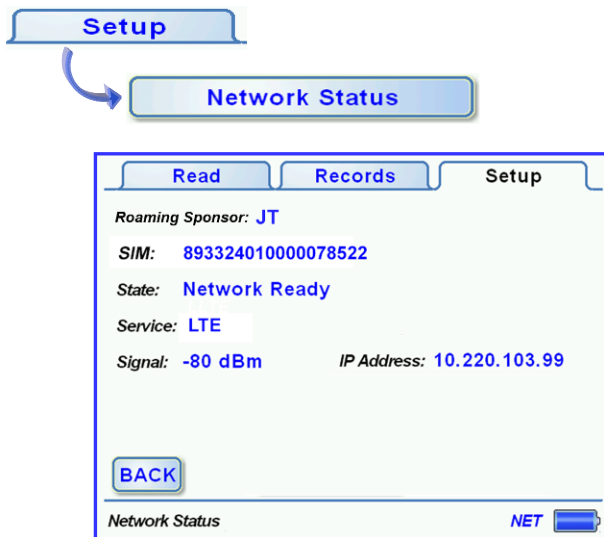 Setup
Network Status
Read Records Setup
Roaming Sponsor: JT
SIM: 893324010000078522
State: Network Ready
Service: LTE
Signal: -80 dBm IP Address: 10.220.103.99
BACK
Network Status NET